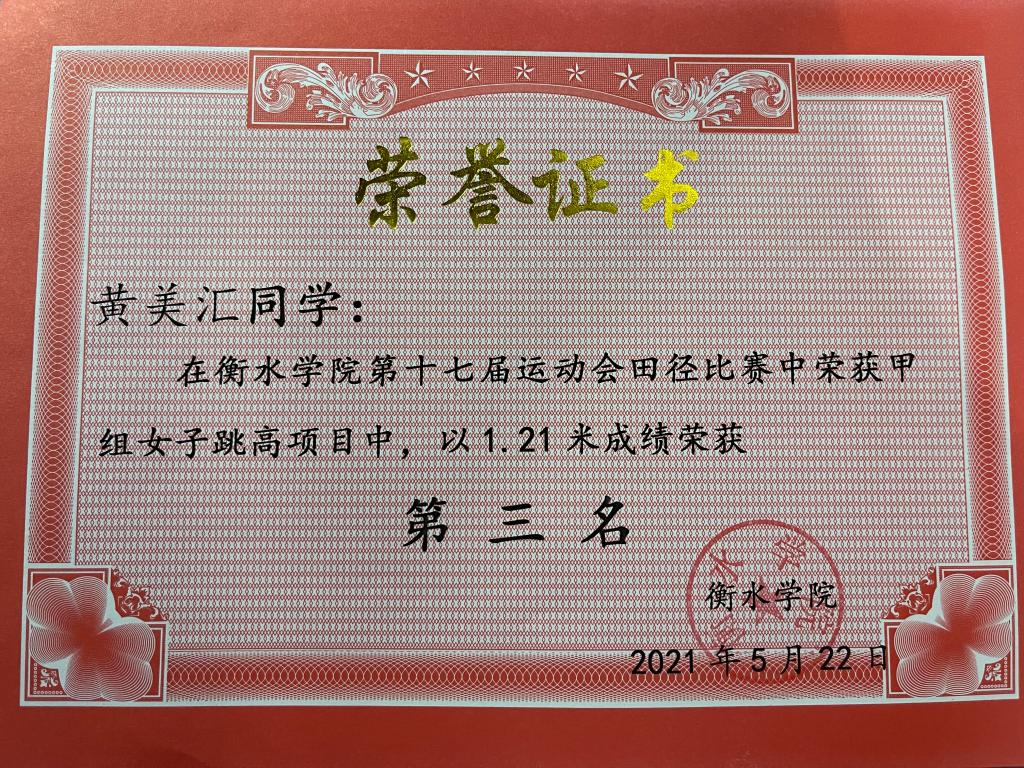 荣誉证书
黄美汇同学：
在衡水学院第十七届运动会田径比赛中荣获甲
组女子跳高项目中，以1.21米成绩荣获
第三名
衡水学院
2021年5月22日